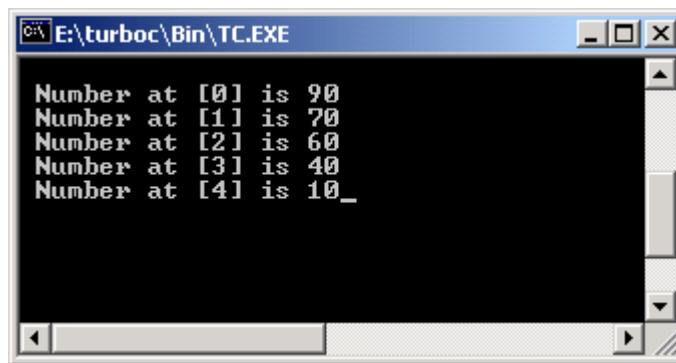 E:\turboc\Bin\TC.EXE
Number at [0] is 90
Number at [1] is 70
Number at [2] is 60
Number at [3] is 40
Number at [4] is 10_